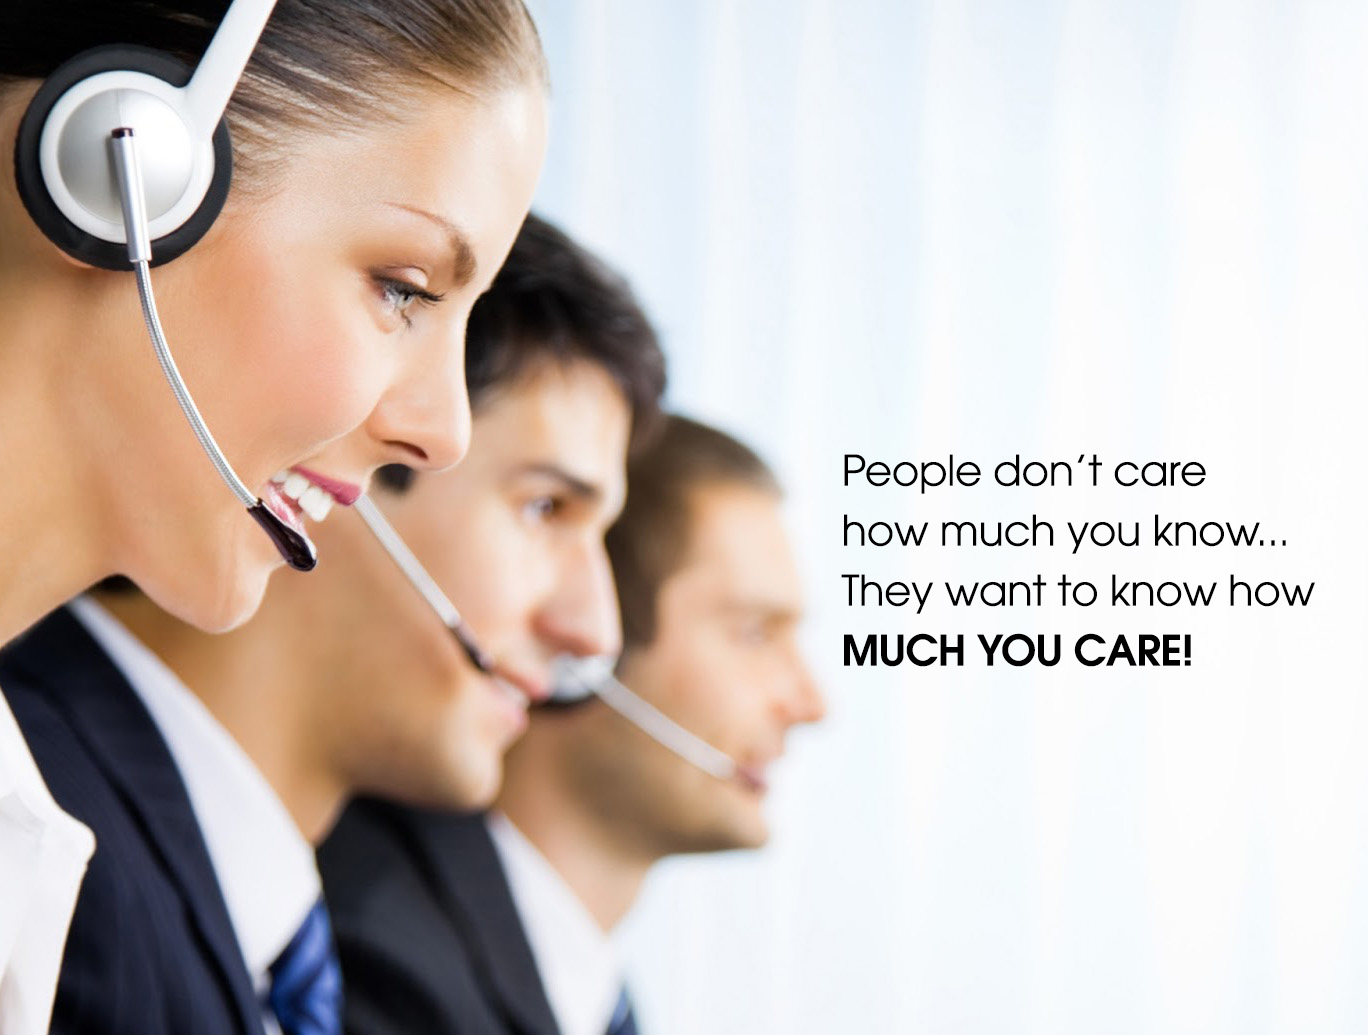 People don’t care
how much you know...
They want to know how
MUCH YOU CARE!